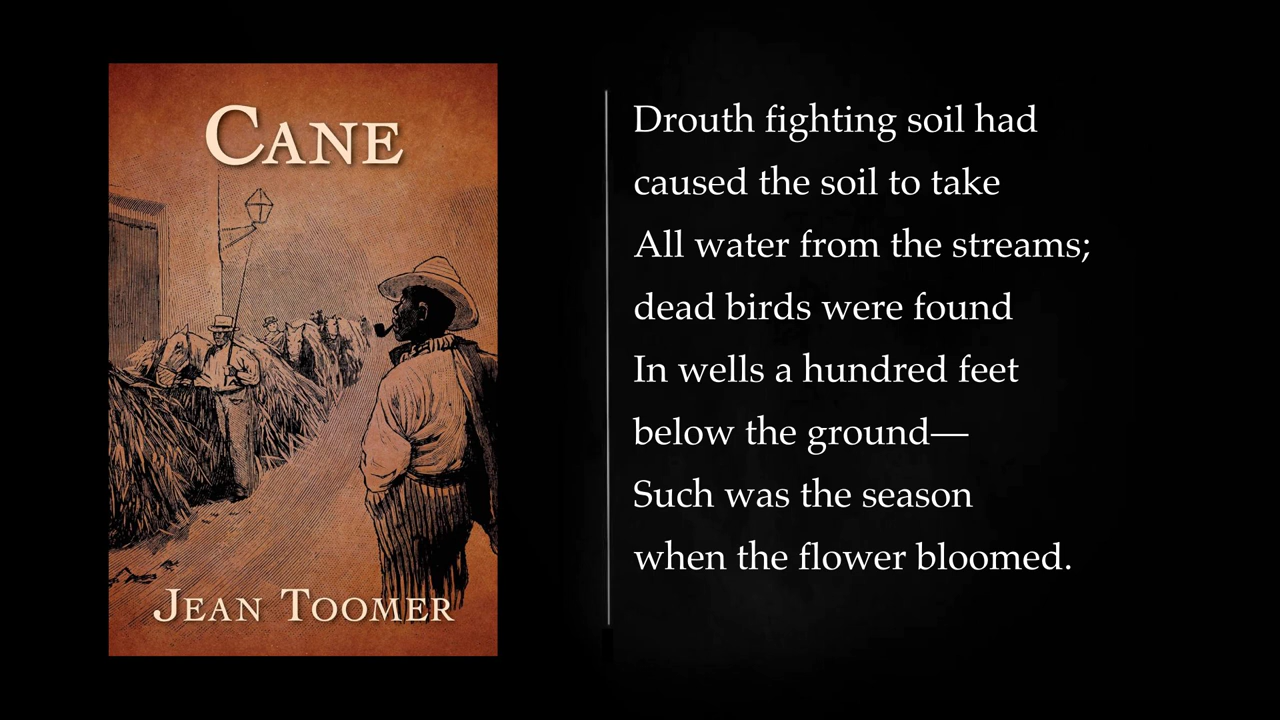 CANE
JEAN TOOMER
Drouth fighting soil had
caused the soil to take
All water from the streams;
dead birds were found
In wells a hundred feet
below the ground—
Such was the season
when the flower bloomed.